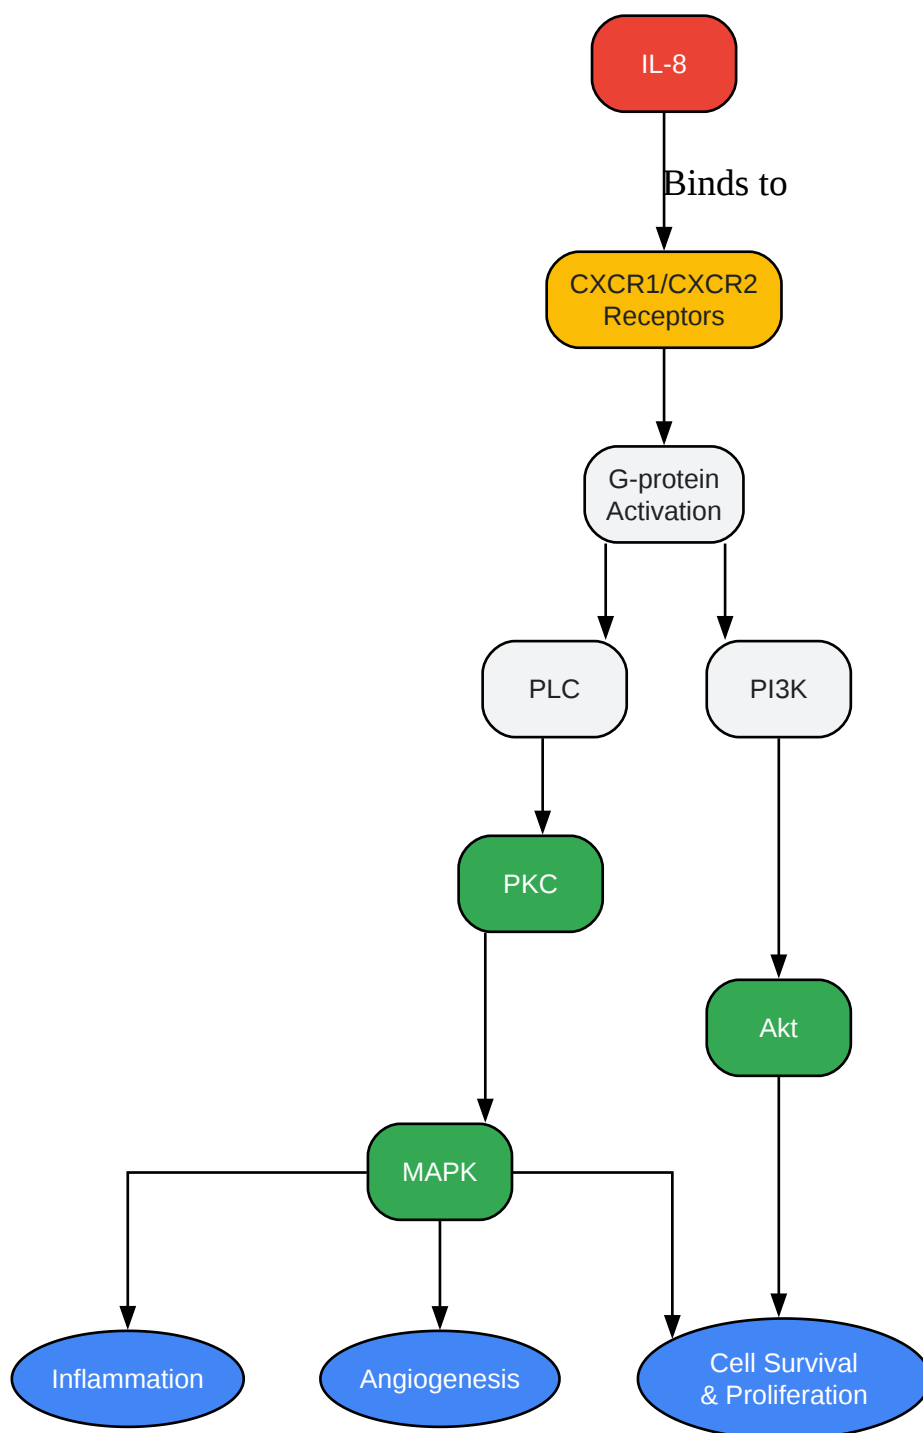 IL-8
Binds to
CXCR1/CXCR2
Receptors
G-protein
Activation
PLC
PI3K
PKC
Akt
MAPK
Inflammation
Angiogenesis
Cell Survival
& Proliferation